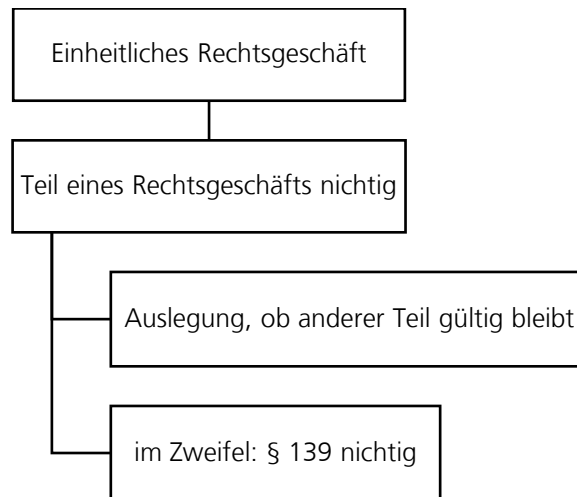 Einheitliches Rechtsgeschäft
Teil eines Rechtsgeschäfts nichtig
Auslegung, ob anderer Teil gültig bleibt
im Zweifel: § 139 nichtig